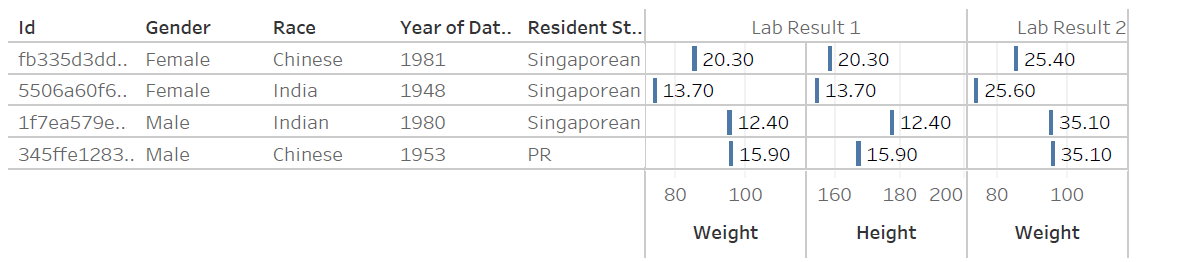 Id Gender Race Year of Dat.. Resident St.. Lab Result 1 Lab Result 2
fb335d3dd.. Female Chinese 1981 Singaporean 20.30 20.30 25.40
5506a60f6.. Female India 1948 Singaporean 13.70 13.70 25.60
1f7ea579e.. Male Indian 1980 Singaporean 12.40 12.40 35.10
345ffe1283.. Male Chinese 1953 PR 15.90 15.90 35.10
80 100 160 180 200 80 100
Weight Height Weight